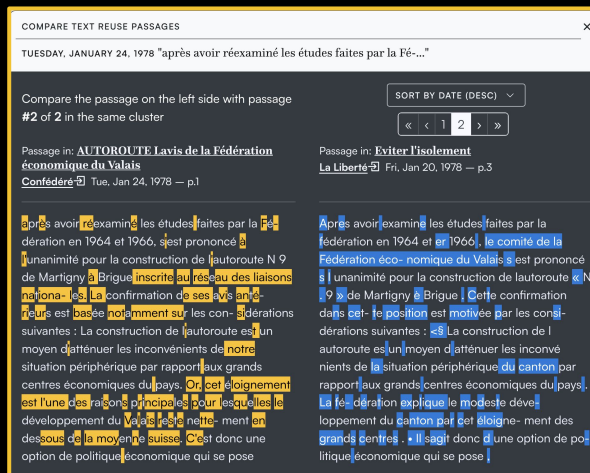 COMPARE TEXT REUSE PASSAGES
TUESDAY, JANUARY 24, 1978 "après avoir réexaminé les études faites par la Fé-..."
Compare the passage on the left side with passage
#2 of 2 in the same cluster
Passage in: AUTOROUTE Lavis de la Fédération
économique du Valais
Confédéré Tue, Jan 24, 1978 – p.1
après avoir réexaminé les études faites par la Fé-
dération en 1964 et 1966, s'est prononcé à
l'unanimité pour la construction de l'autoroute N 9
de Martigny à Brigue inscrite au réseau des liaisons
nationa- les. La confirmation de ses avis anté-
rieurs est basée notamment sur les con- sidérations
suivantes : La construction de l'autoroute est un
moyen d'atténuer les inconvénients de notre
situation périphérique par rapport aux grands
centres économiques du pays. Or, cet éloignement
est l'une des raisons principales pour lesquelles le
développement du Valais reste nette- ment en
dessous de la moyenne suisse. C'est donc une
option de politique économique qui se pose
SORT BY DATE (DESC)
« ‹ 1 2 › »
Passage in: Eviter l'isolement
La Liberté Fri, Jan 20, 1978 – p.3
Apres avoir examine les études faites par la
fédération en 1964 et er 1966 , le comité de la
Fédération éco- nomique du Valais s est prononcé
s l unanimité pour la construction de lautoroute « N
. 9 » de Martigny è Brigue . Cette confirmation
dans cet- te position est motivée par les consi-
dérations suivantes : -<§ La construction de l
autoroute es un moyen d'atténuer les inconvé
nients de la situation périphérique du canton par
rapport aux grands centres économiques du pays .
La fé- dération explique le modeste déve-
loppement du canton par cet éloigne- ment des
grands centres . • Il sagit donc d une option de po-
litique économique qui se pose